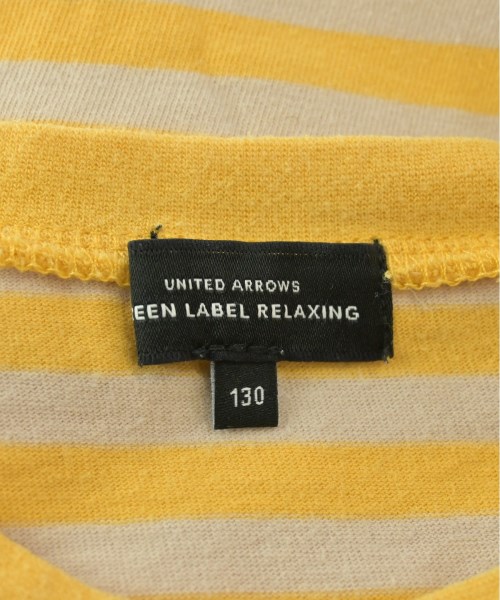 UNITED ARROWS
EEN LABEL RELAXING
130